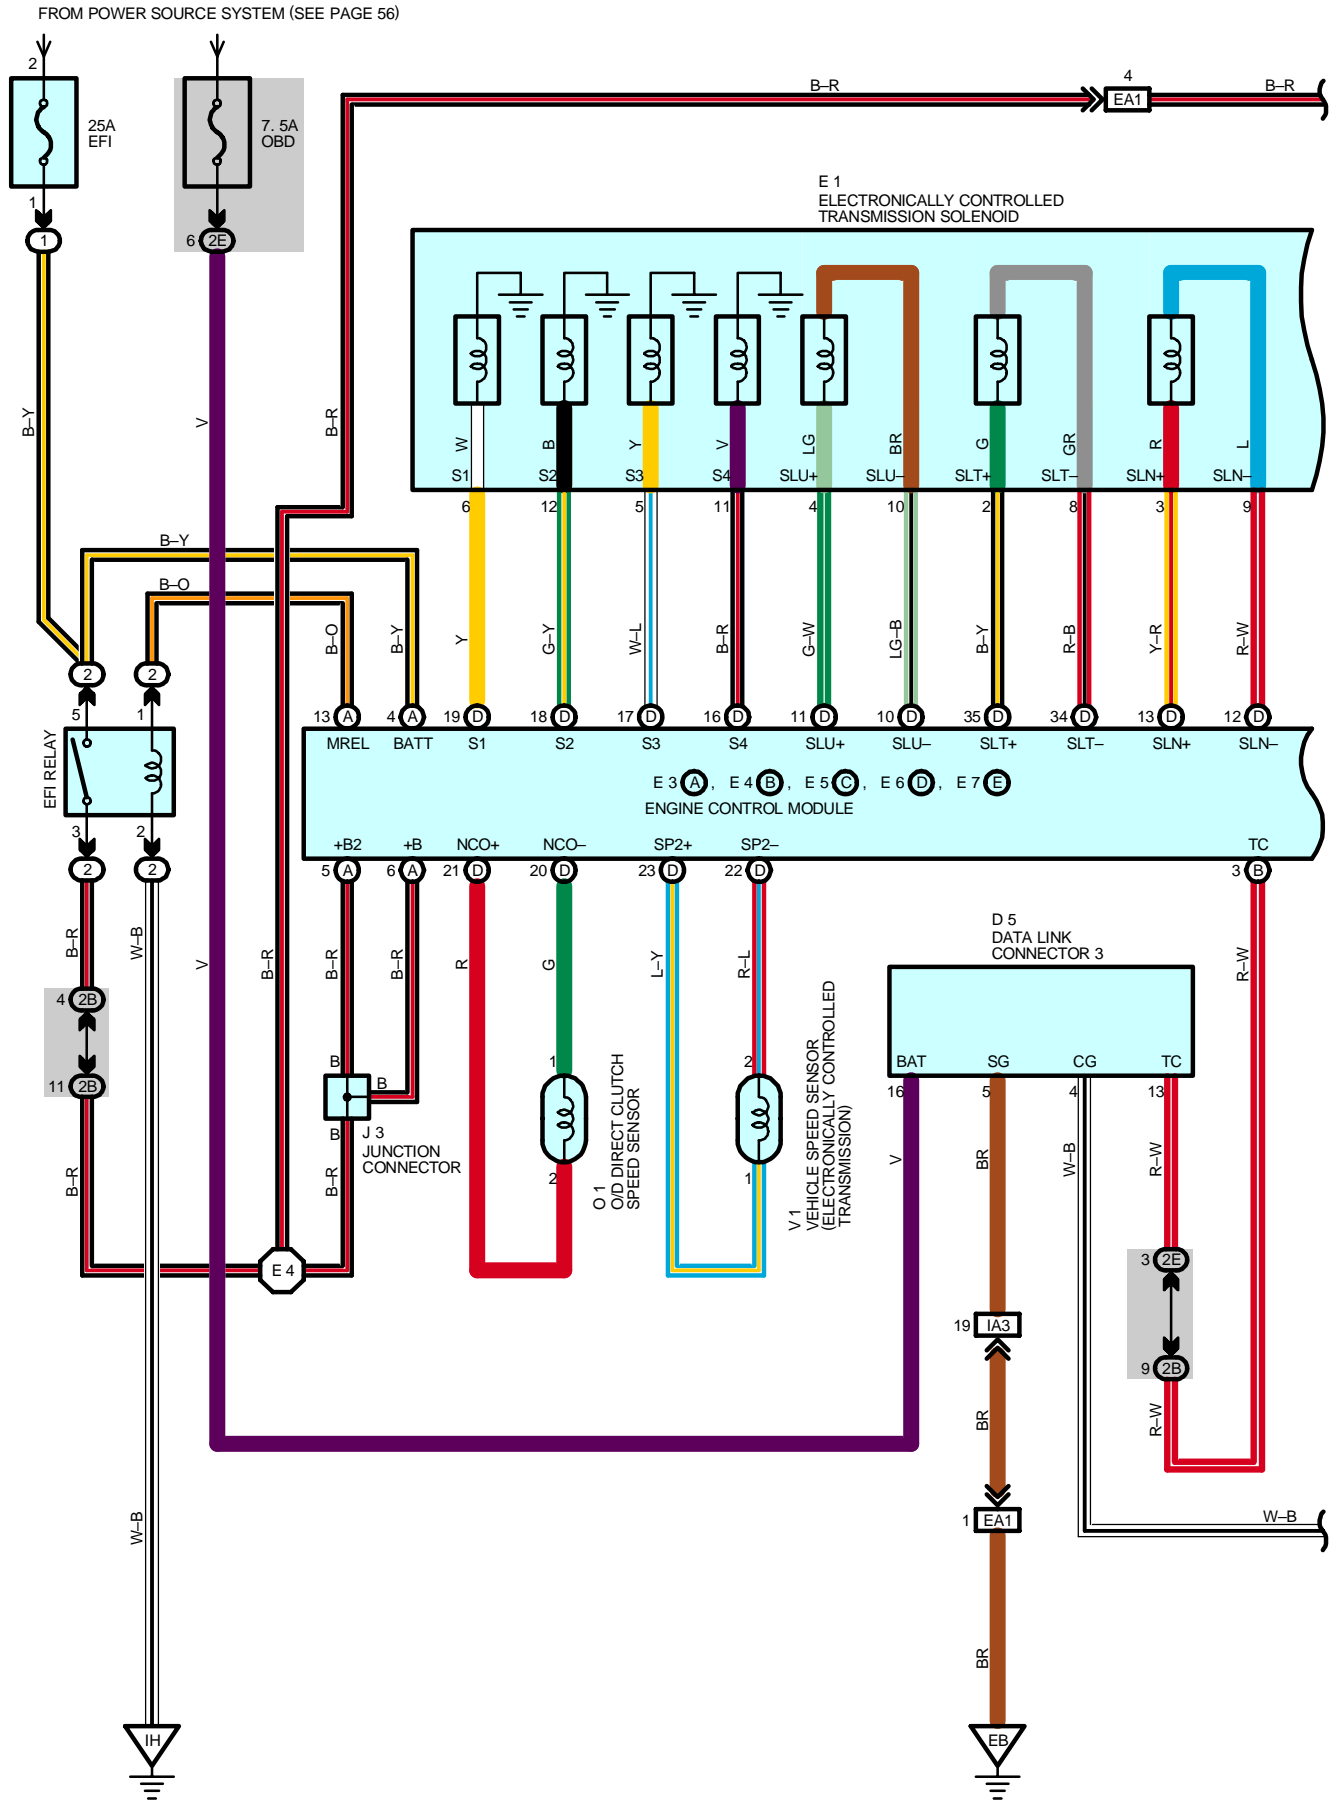 FROM POWER SOURCE SYSTEM (SEE PAGE 56)
2
25A
EFI
7. 5A
OBD
1
1
6 2E
B–R
4
EA1
B–R
E 1
ELECTRONICALLY CONTROLLED
TRANSMISSION SOLENOID
B–Y
V
B–R
W
B
Y
V
LG
BR
G
GR
R
L
S1
S2
S3
S4
SLU+
SLU–
SLT+
SLT–
SLN+
SLN–
6
12
5
11
4
10
2
8
3
9
B–Y
B–O
B–O
B–Y
Y
G–Y
W–L
B–R
G–W
LG–B
B–Y
R–B
Y–R
R–W
2
2
5
1
13 A
4 A
19 D
18 D
17 D
16 D
11 D
10 D
35 D
34 D
13 D
12 D
MREL
BATT
S1
S2
S3
S4
SLU+
SLU–
SLT+
SLT–
SLN+
SLN–
EFI RELAY
E 3 A , E 4 B , E 5 C , E 6 D , E 7 E
ENGINE CONTROL MODULE
3
2
2
2
+B2
+B
NCO+
NCO–
SP2+
SP2–
TC
5 A
6 A
21 D
20 D
23 D
22 D
3 B
B–R
W–B
V
B–R
B–R
B–R
R
G
L–Y
R–L
R–W
D 5
DATA LINK
CONNECTOR 3
4 2B
11 2B
BAT
SG
CG
TC
16
5
4
13
B
B
B
J 3
JUNCTION
CONNECTOR
1
2
O 1
O/D DIRECT CLUTCH
SPEED SENSOR
2
1
V 1
VEHICLE SPEED SENSOR
(ELECTRONICALLY CONTROLLED
TRANSMISSION)
B–R
B–R
V
BR
W–B
R–W
E 4
3 2E
19 IA3
9 2B
BR
R–W
W–B
1 EA1
W–B
BR
IH
EB